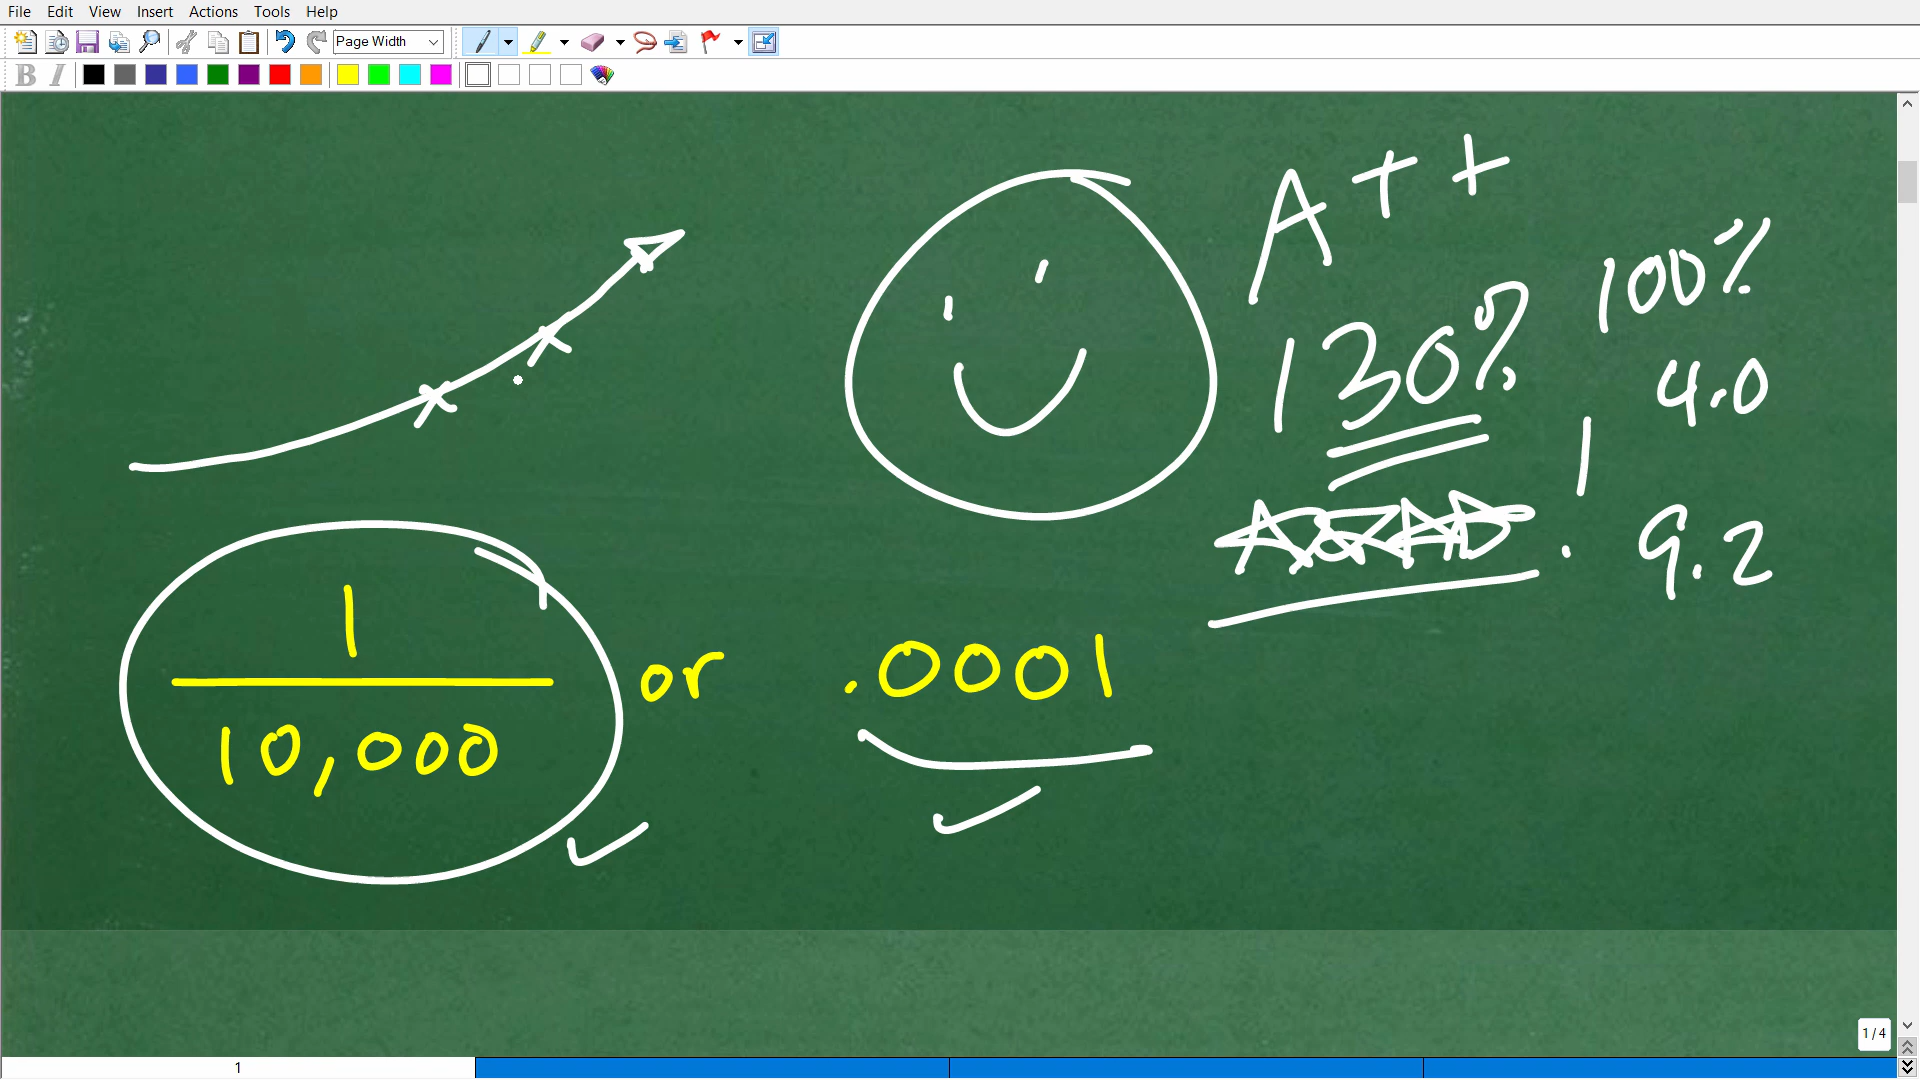 File Edit View Insert Actions Tools Help
Page Width
B I
A++
130%
100%
4.0
9.2
1
10,000
or
.0001
1/4
1